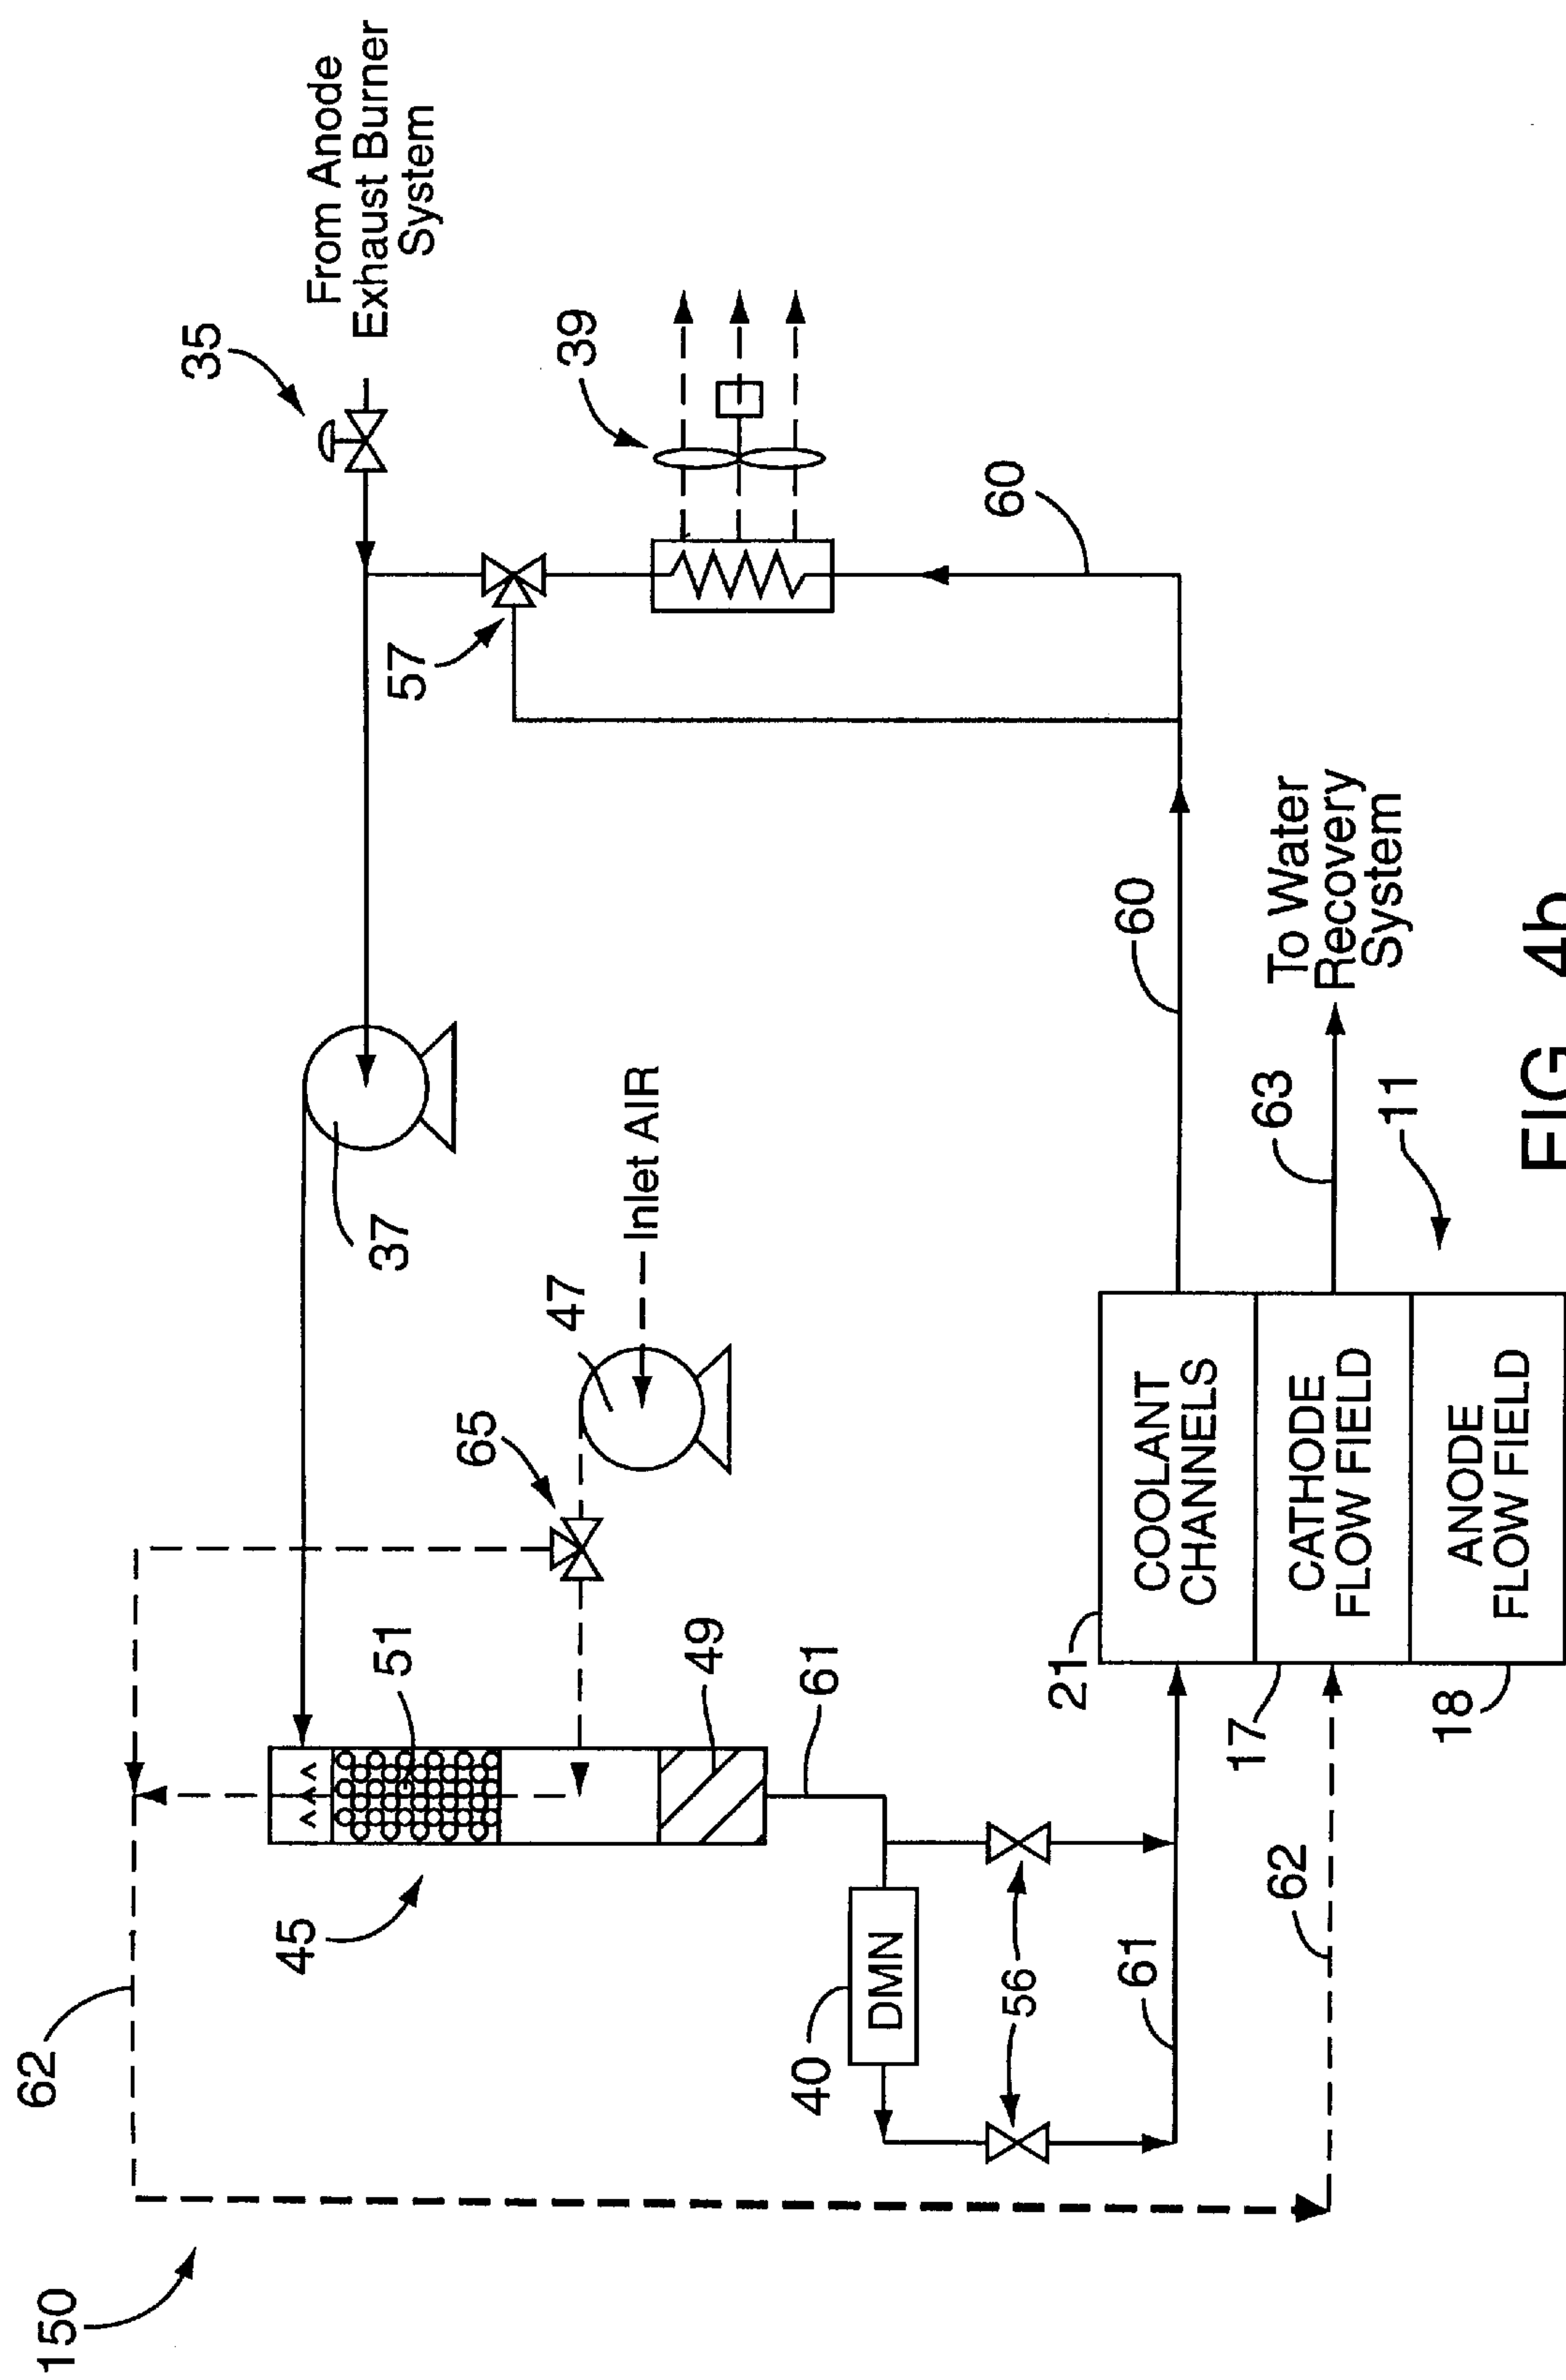 150
62
45
51
65
47
Inlet AIR
37
57
35
From Anode
Exhaust Burner
System
39
60
49
61
40
DMN
56
61
62
21
17
18
COOLANT
CHANNELS
CATHODE
FLOW FIELD
ANODE
FLOW FIELD
60
63
To Water
Recovery
System
11
FIG. 4b